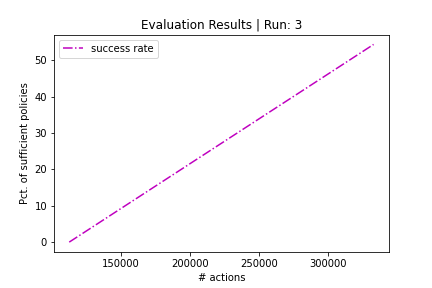 Evaluation Results | Run: 3
success rate
Pct. of sufficient policies
50
40
30
20
10
0
150000 200000 250000 300000
# actions